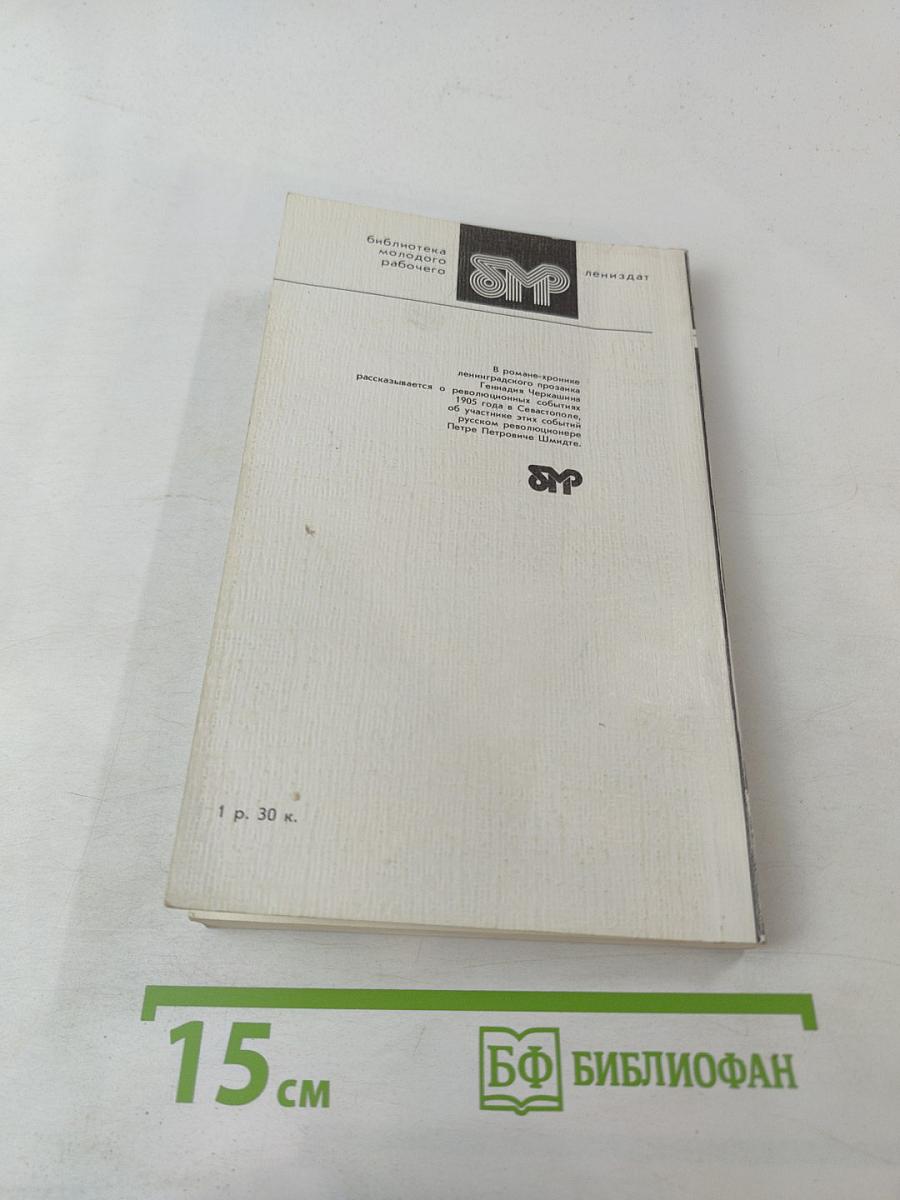 библиотека
молодого
рабочего
бмр
лениздат
В романе-хронике
ленинградского прозаика
Геннадия Черкашина
рассказывается о революционных событиях
1905 года в Севастополе,
об участнике этих событий
русском революционере
Петре Петровиче Шмидте.
бмр
1 р. 30 к.
15 см
БФ БИБЛИОФАН